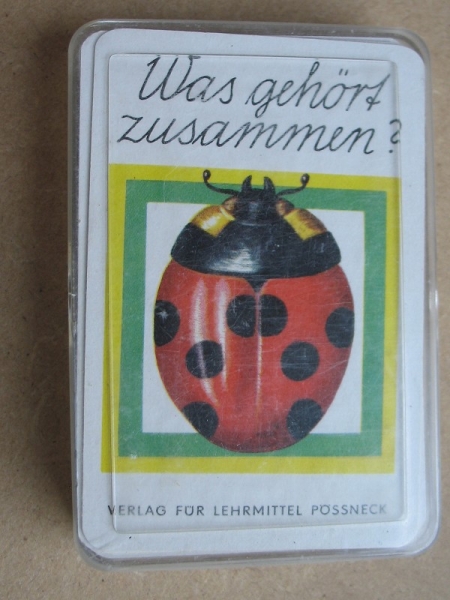 Was gehört
zusammen?
VERLAG FÜR LEHRMITTEL PÖSSNECK